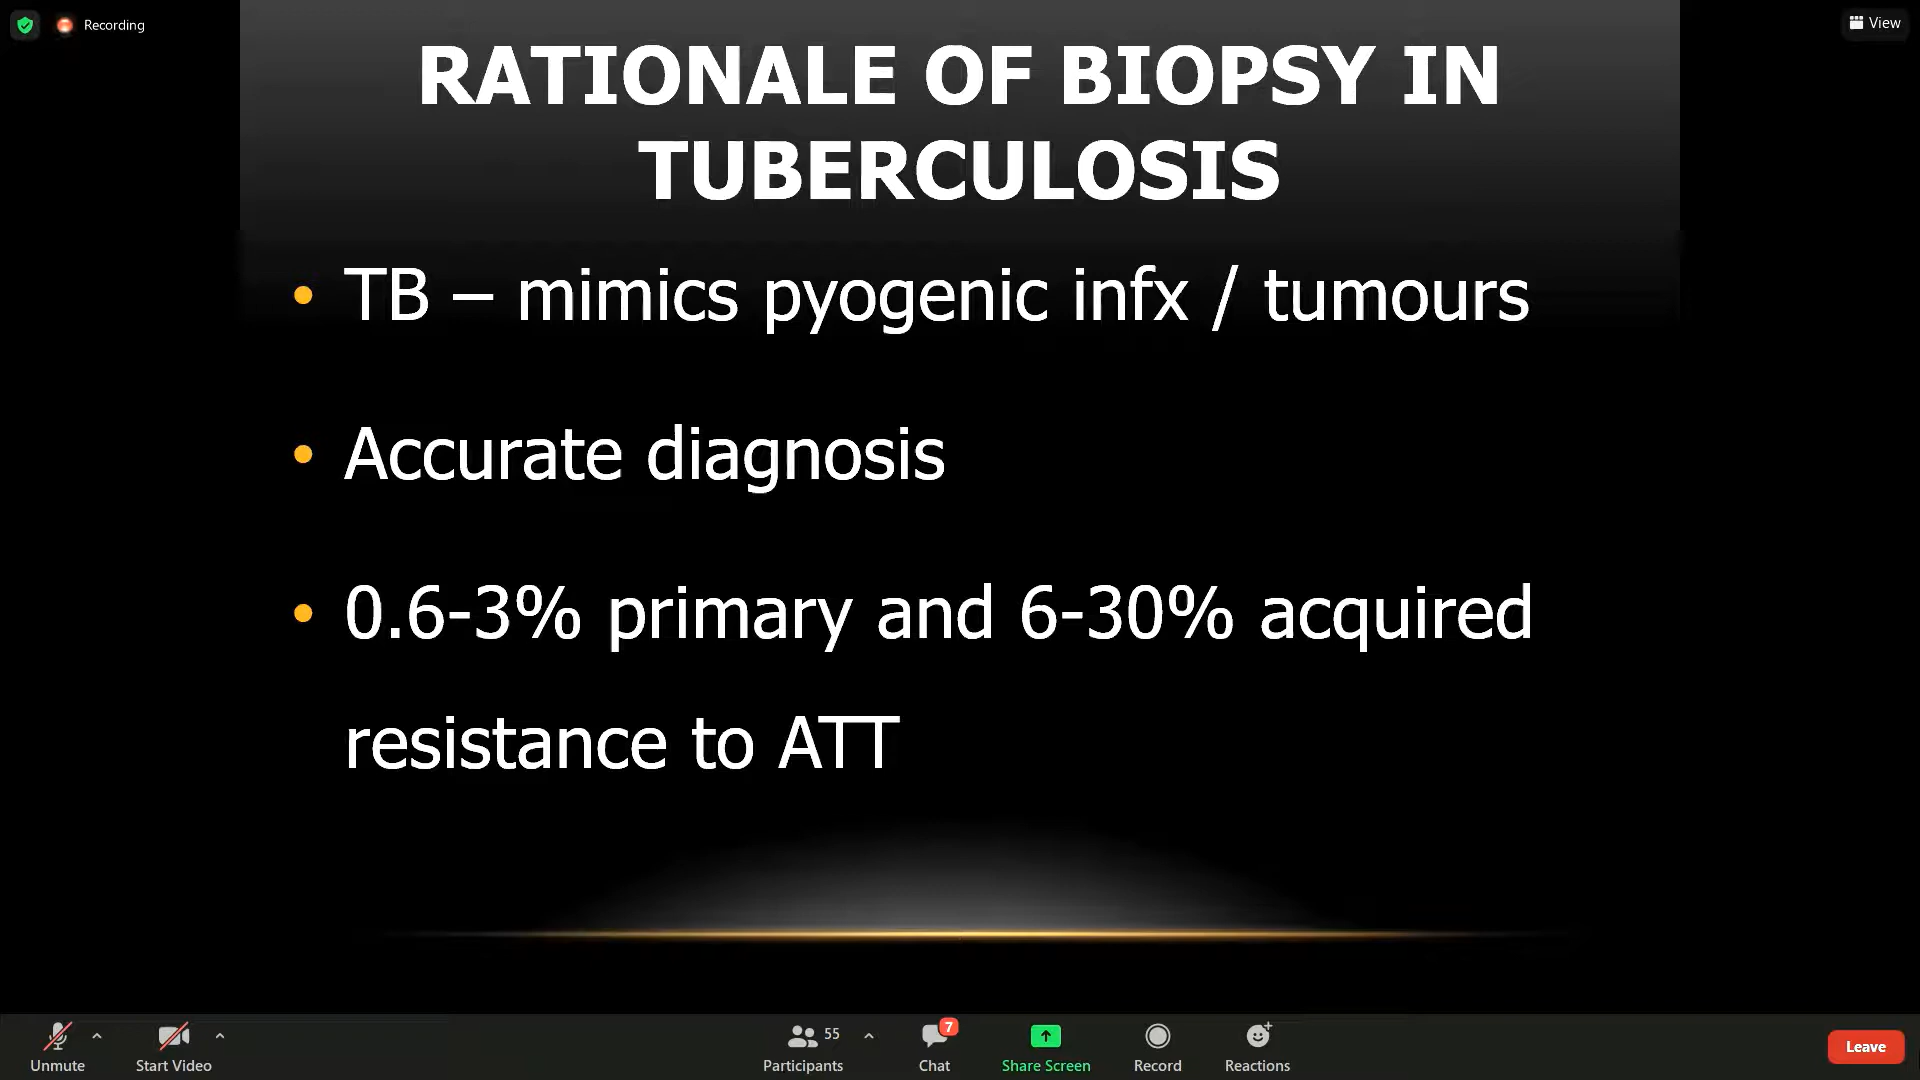 Recording
View
RATIONALE OF BIOPSY IN
TUBERCULOSIS
• TB – mimics pyogenic infx / tumours
• Accurate diagnosis
• 0.6-3% primary and 6-30% acquired
resistance to ATT
Unmute
Start Video
55
Participants
7
Chat
Share Screen
Record
Reactions
Leave